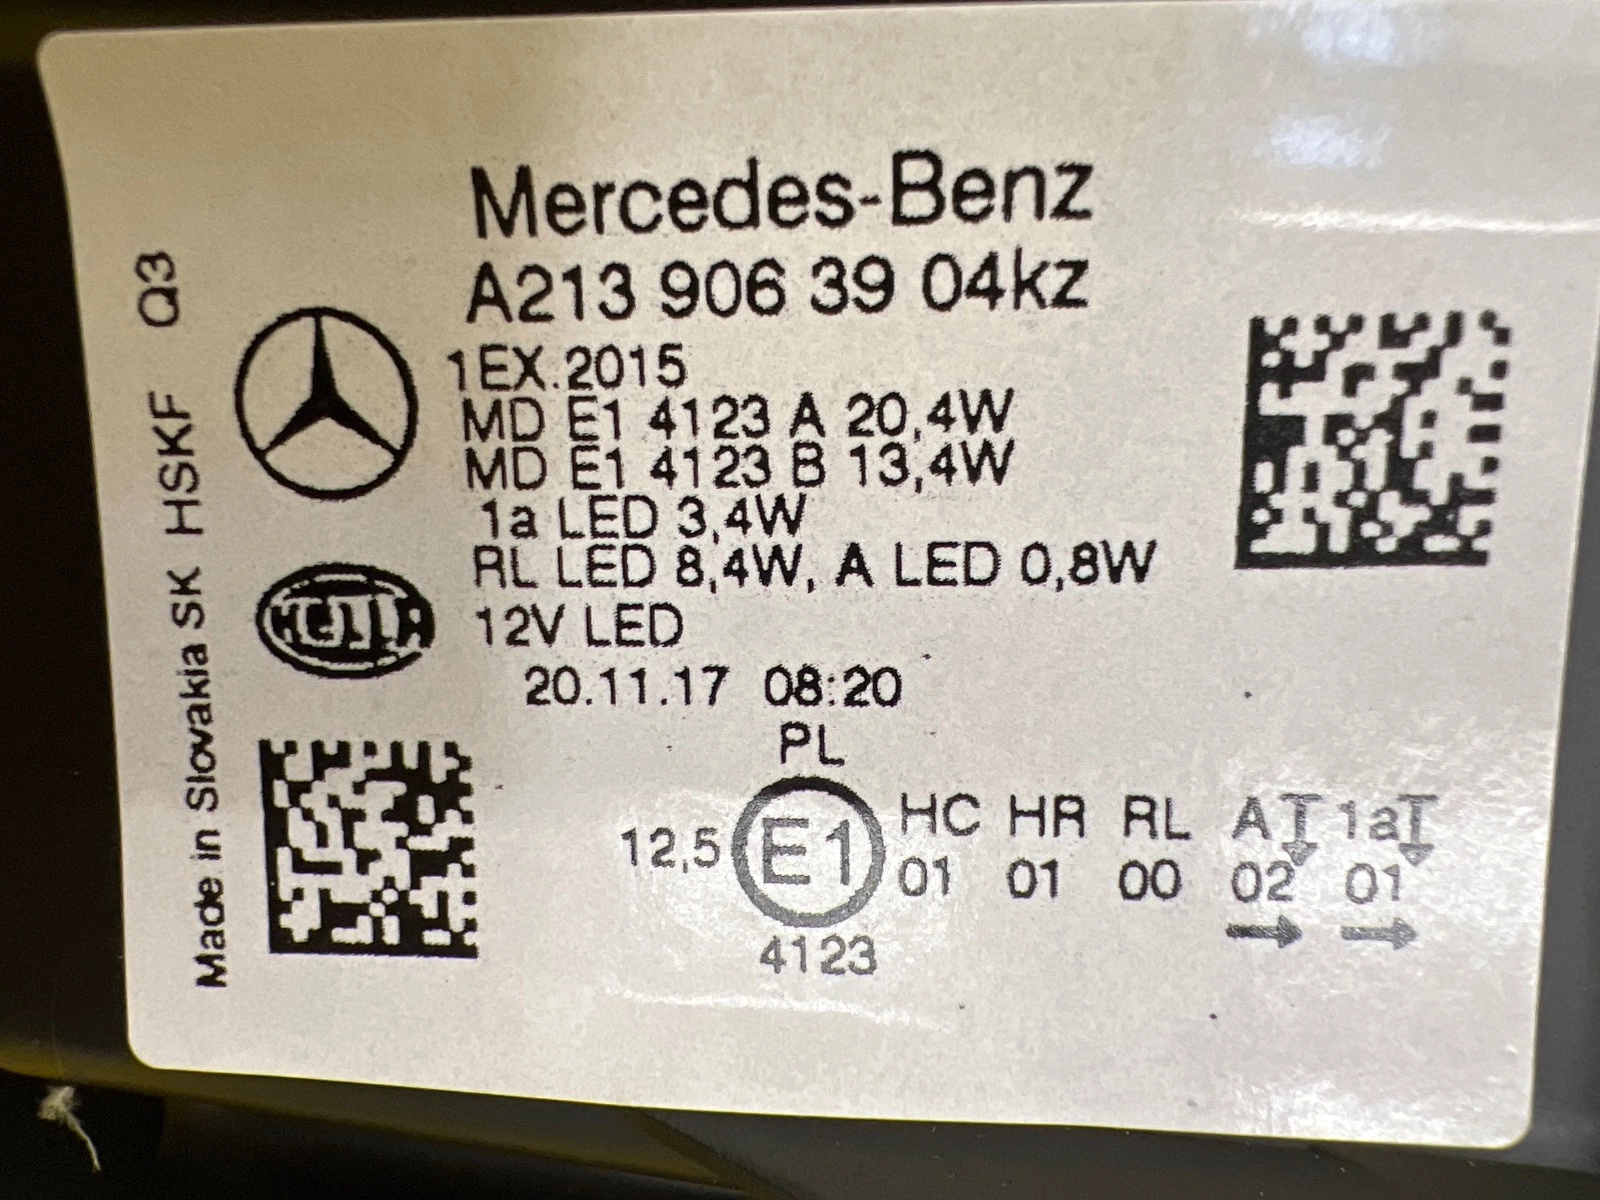 Mercedes-Benz
A213 906 39 04kz
1EX.2015
MD E1 4123 A 20,4W
MD E1 4123 B 13,4W
1a LED 3,4W
RL LED 8,4W, A LED 0,8W
12V LED
20.11.17 08:20
PL
12,5 E1 HC HR RL A 1a
01 01 00 02 01
4123
Made in Slovakia SK HSKF Q3
HELLA